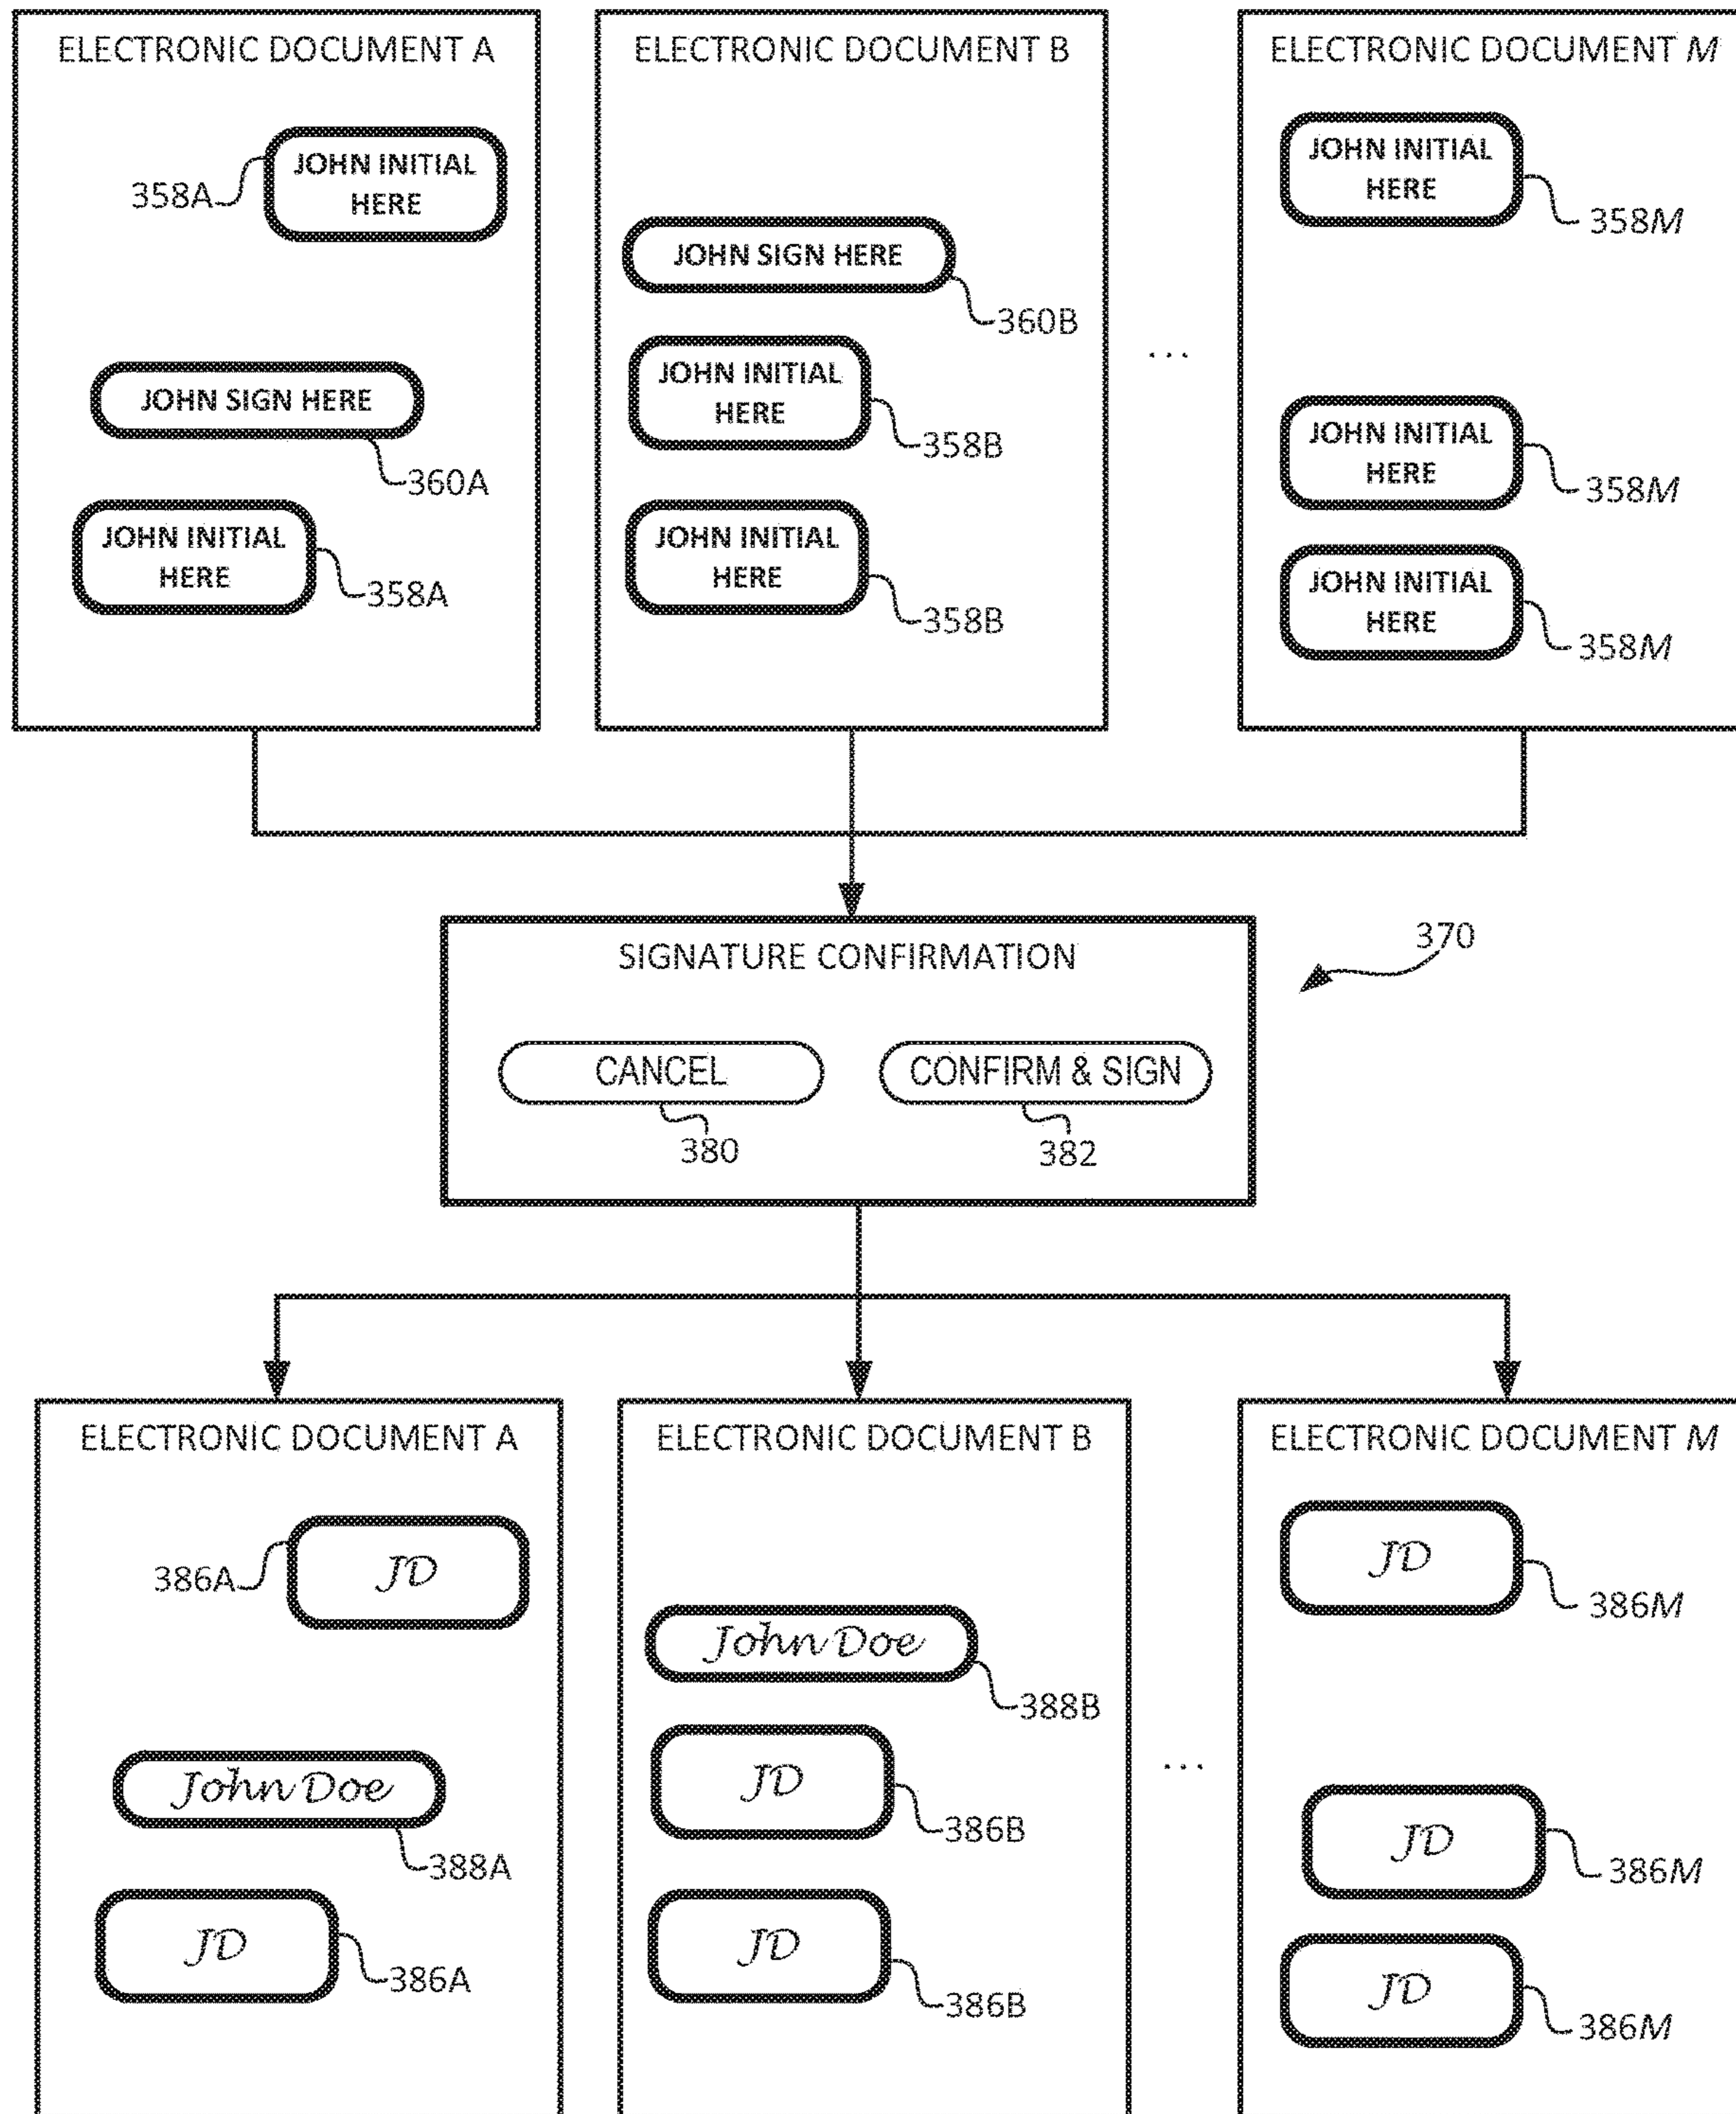 ELECTRONIC DOCUMENT A
JOHN INITIAL
HERE
358A
JOHN SIGN HERE
360A
JOHN INITIAL
HERE
358A
ELECTRONIC DOCUMENT B
JOHN SIGN HERE
360B
JOHN INITIAL
HERE
358B
JOHN INITIAL
HERE
358B
...
ELECTRONIC DOCUMENT M
JOHN INITIAL
HERE
358M
JOHN INITIAL
HERE
358M
JOHN INITIAL
HERE
358M
SIGNATURE CONFIRMATION
370
CANCEL
CONFIRM & SIGN
380
382
ELECTRONIC DOCUMENT A
JD
386A
John Doe
388A
JD
386A
ELECTRONIC DOCUMENT B
John Doe
388B
JD
386B
JD
386B
...
ELECTRONIC DOCUMENT M
JD
386M
JD
386M
JD
386M